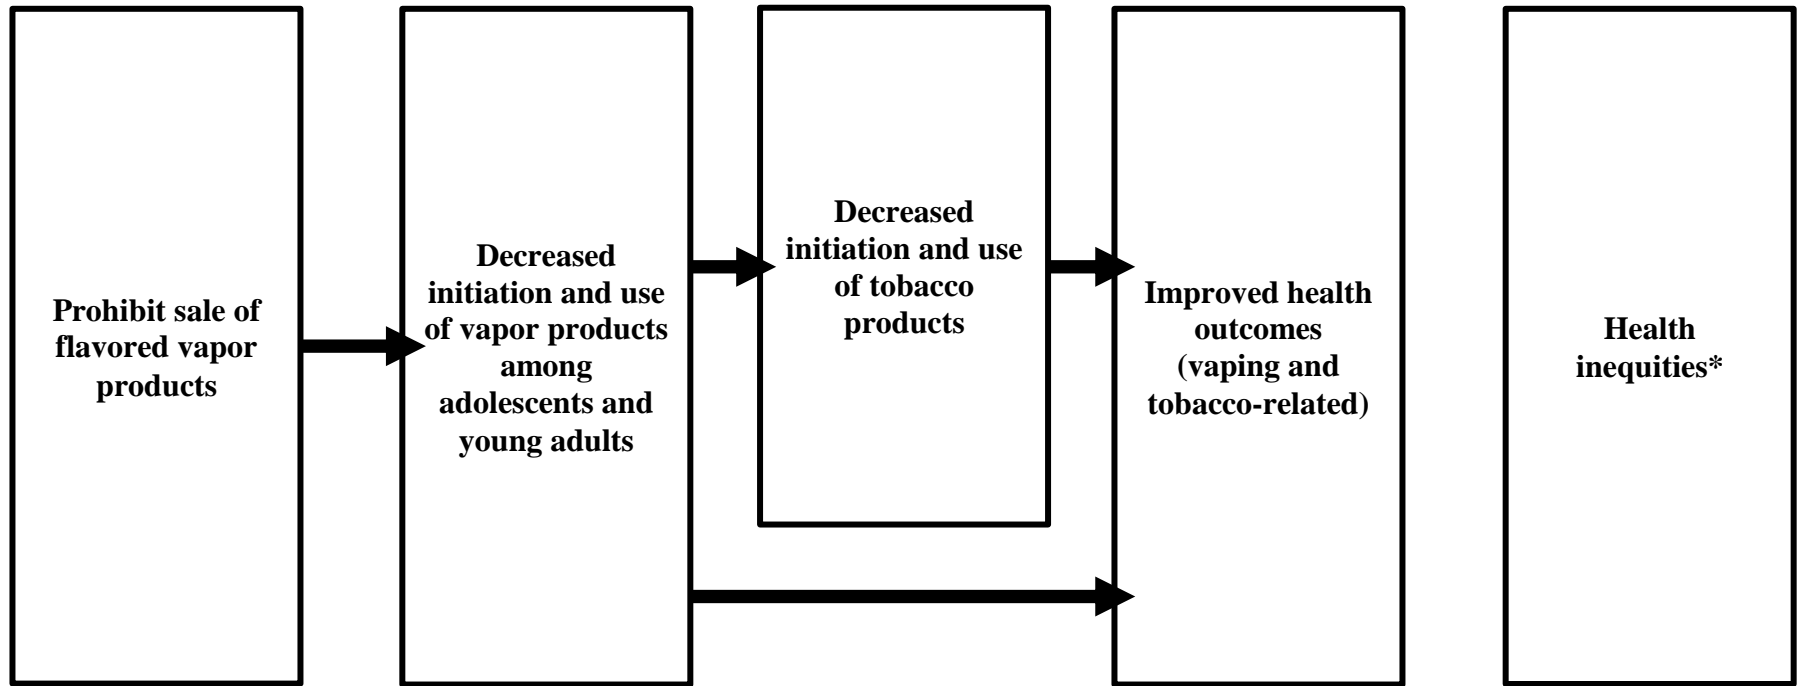 Prohibit sale of
flavored vapor
products
Decreased
initiation and use
of vapor products
among
adolescents and
young adults
Decreased
initiation and use
of tobacco
products
Improved health
outcomes
(vaping and
tobacco-related)
Health
inequities*